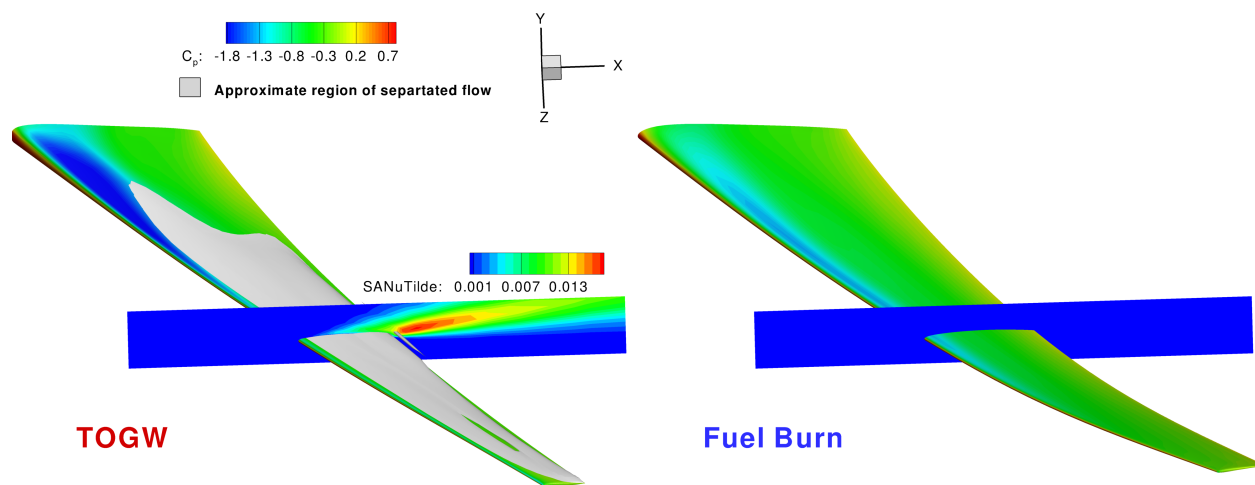 Cp: -1.8 -1.3 -0.8 -0.3 0.2 0.7
Approximate region of separtated flow
Y
X
Z
SANuTilde: 0.001 0.007 0.013
TOGW
Fuel Burn